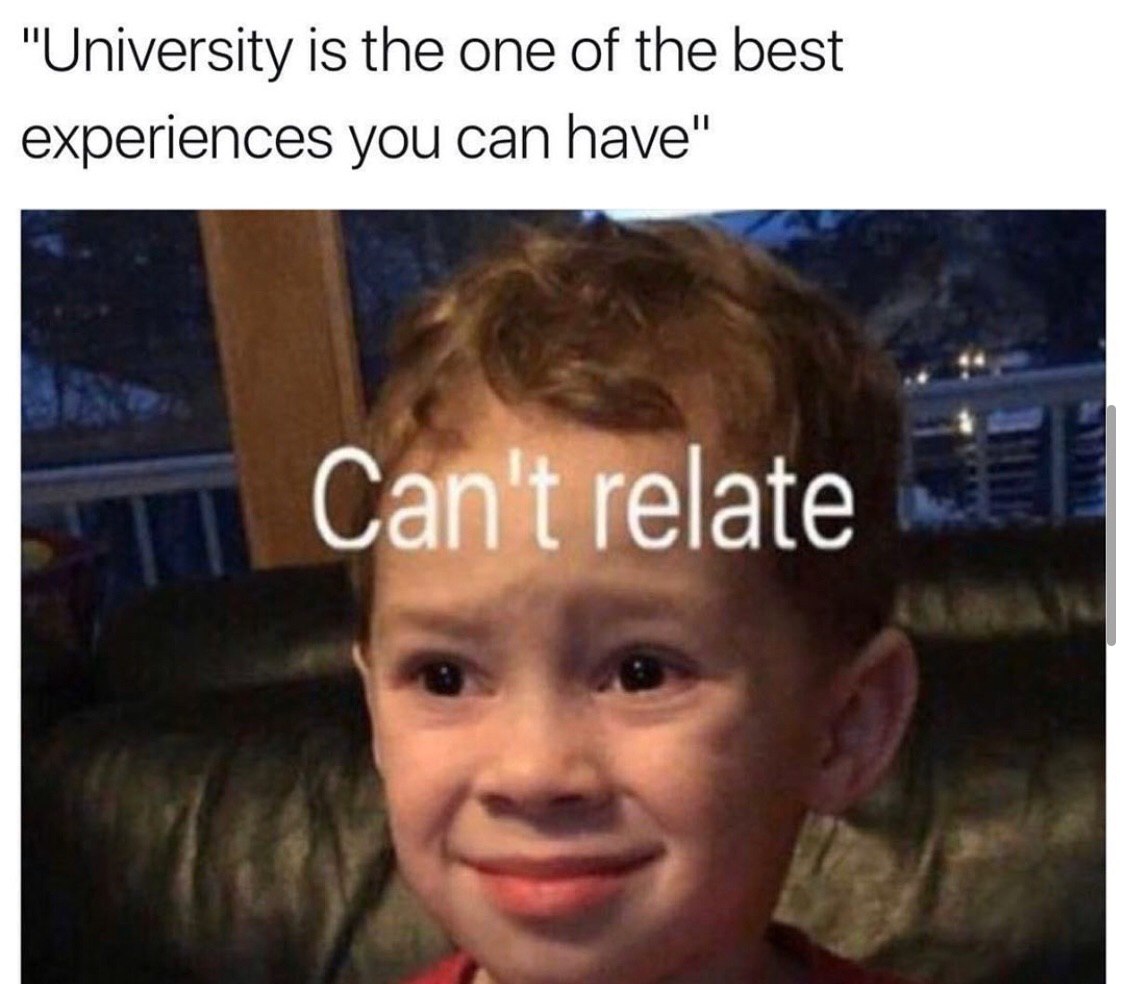 "University is the one of the best
experiences you can have"
Can't relate